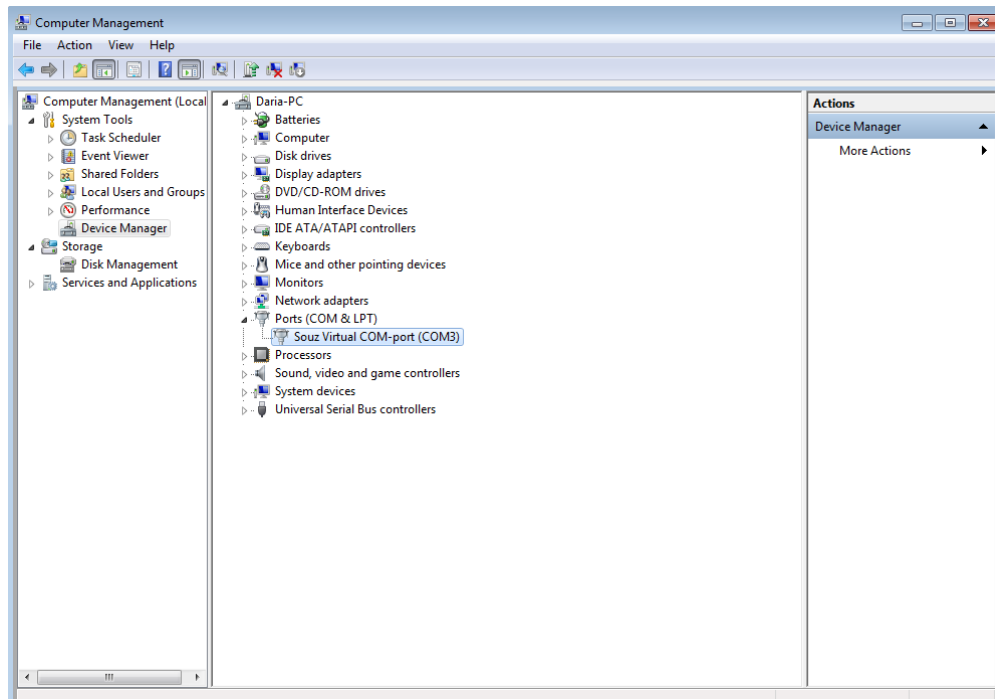 Computer Management
File Action View Help
Computer Management (Local
System Tools
Task Scheduler
Event Viewer
Shared Folders
Local Users and Groups
Performance
Device Manager
Storage
Disk Management
Services and Applications
Daria-PC
Batteries
Computer
Disk drives
Display adapters
DVD/CD-ROM drives
Human Interface Devices
IDE ATA/ATAPI controllers
Keyboards
Mice and other pointing devices
Monitors
Network adapters
Ports (COM & LPT)
Souz Virtual COM-port (COM3)
Processors
Sound, video and game controllers
System devices
Universal Serial Bus controllers
Actions
Device Manager
More Actions